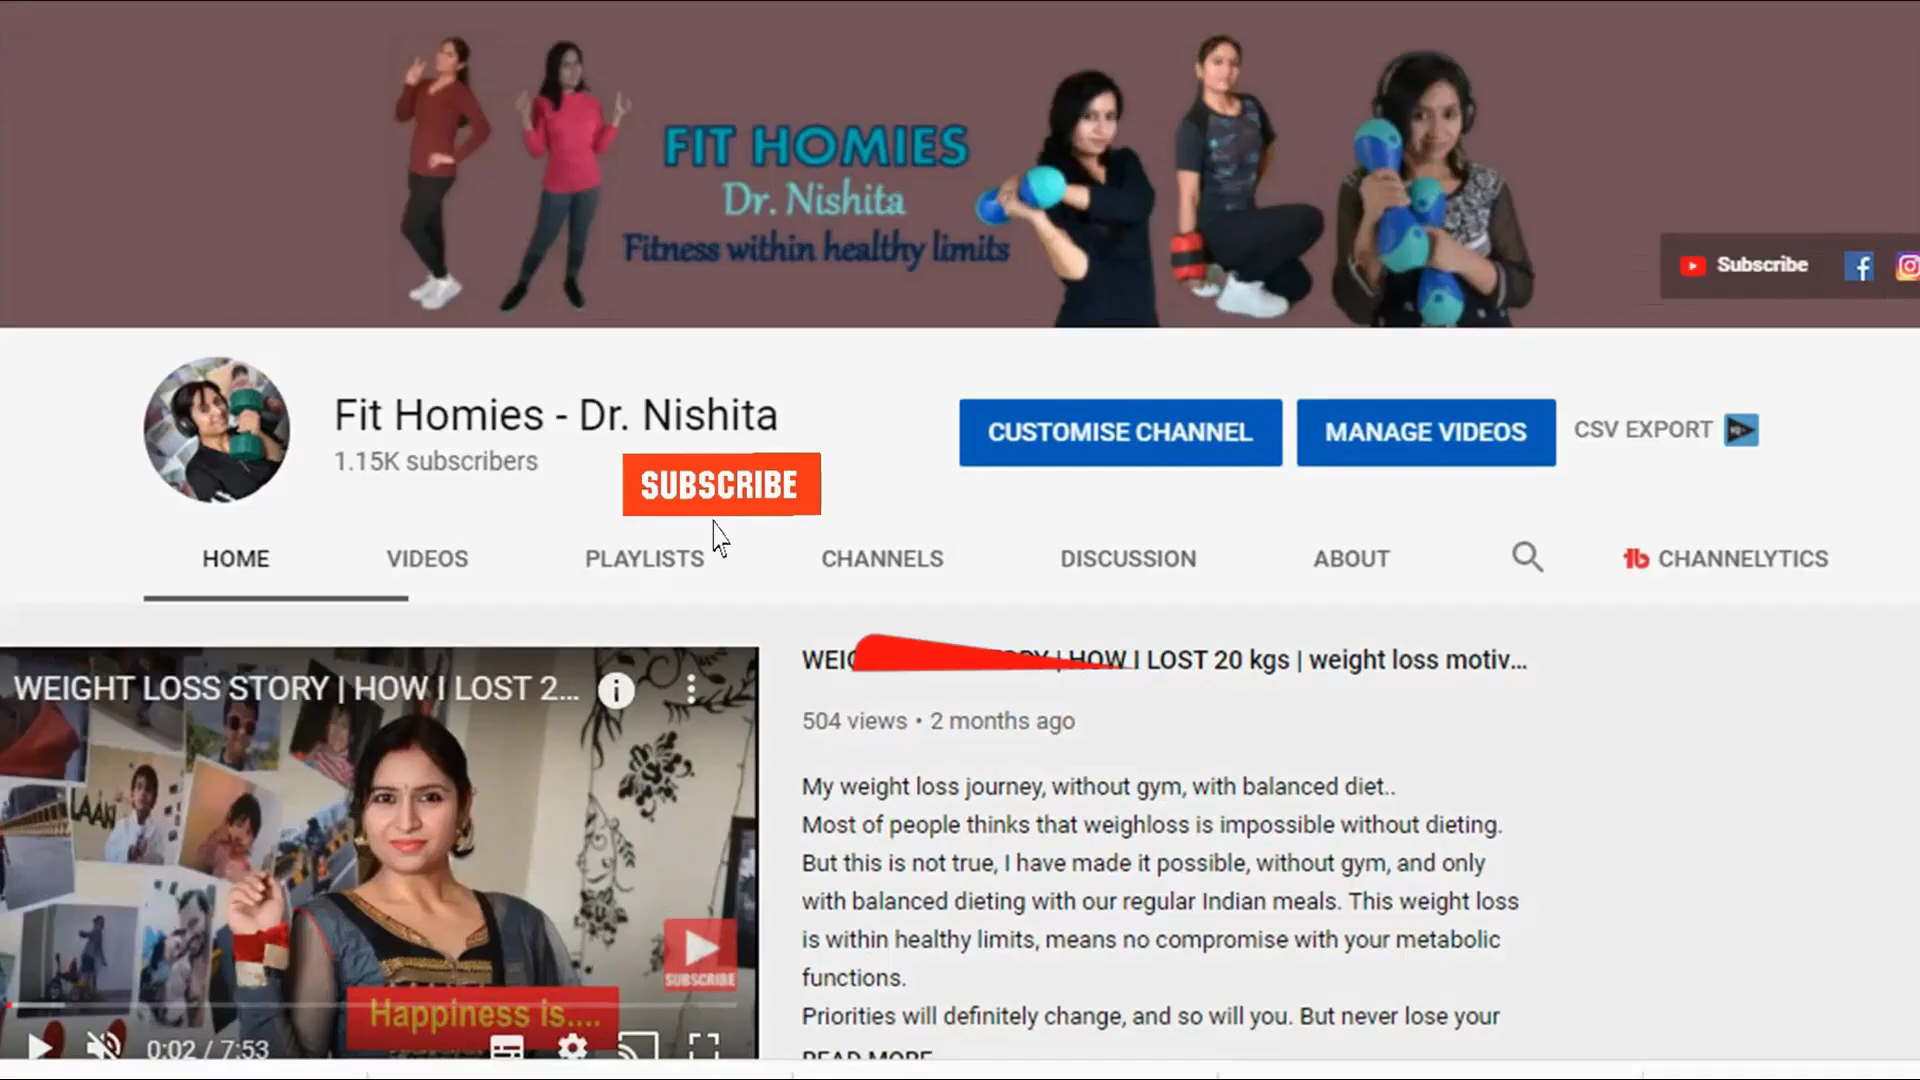 FIT HOMIES
Dr. Nishita
Fitness within healthy limits
Subscribe
Fit Homies - Dr. Nishita
1.15K subscribers
SUBSCRIBE
CUSTOMISE CHANNEL
MANAGE VIDEOS
CSV EXPORT
HOME
VIDEOS
PLAYLISTS
CHANNELS
DISCUSSION
ABOUT
CHANNELYTICS
WEIGHT LOSS STORY | HOW I LOST 2...
SUBSCRIBE
Happiness is....
0:02 / 7:53
HOW I LOST 20 kgs | weight loss motiv...
504 views • 2 months ago
My weight loss journey, without gym, with balanced diet..
Most of people thinks that weighloss is impossible without dieting.
But this is not true, I have made it possible, without gym, and only
with balanced dieting with our regular Indian meals. This weight loss
is within healthy limits, means no compromise with your metabolic
functions.
Priorities will definitely change, and so will you. But never lose your
READ MORE